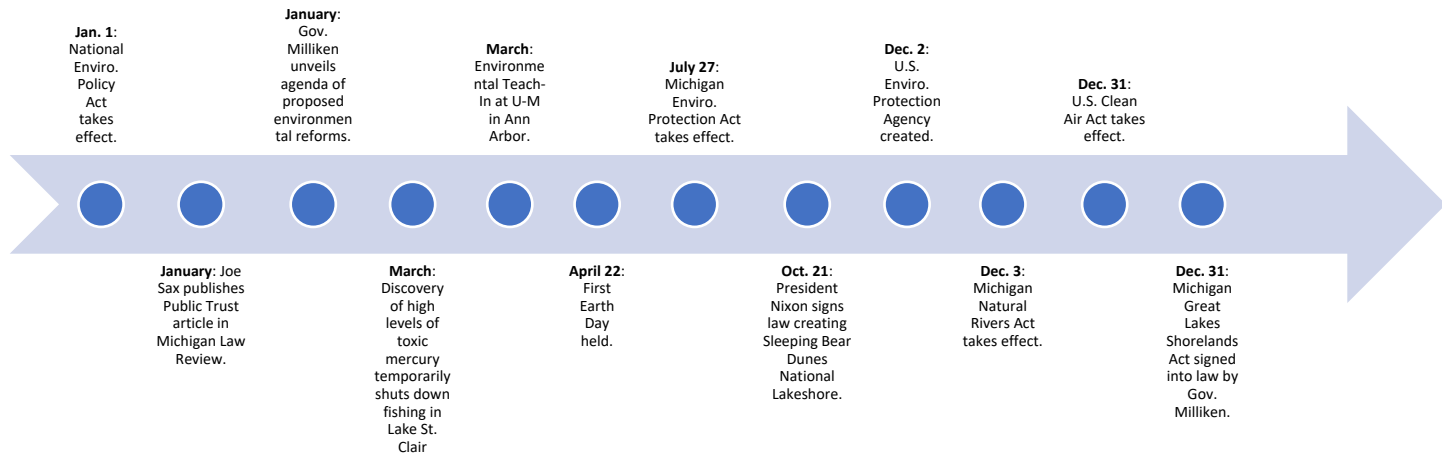 Jan. 1:
National
Enviro.
Policy
Act
takes
effect.
January: Joe
Sax publishes
Public Trust
article in
Michigan Law
Review.
January:
Gov.
Milliken
unveils
agenda of
proposed
environmen
tal reforms.
March:
Discovery
of high
levels of
toxic
mercury
temporarily
shuts down
fishing in
Lake St.
Clair
March:
Environme
ntal Teach-
In at U-M
in Ann
Arbor.
April 22:
First
Earth
Day
held.
July 27:
Michigan
Enviro.
Protection Act
takes effect.
Oct. 21:
President
Nixon signs
law creating
Sleeping Bear
Dunes
National
Lakeshore.
Dec. 2:
U.S.
Enviro.
Protection
Agency
created.
Dec. 3:
Michigan
Natural
Rivers Act
takes effect.
Dec. 31:
U.S. Clean
Air Act takes
effect.
Dec. 31:
Michigan
Great
Lakes
Shorelands
Act signed
into law by
Gov.
Milliken.